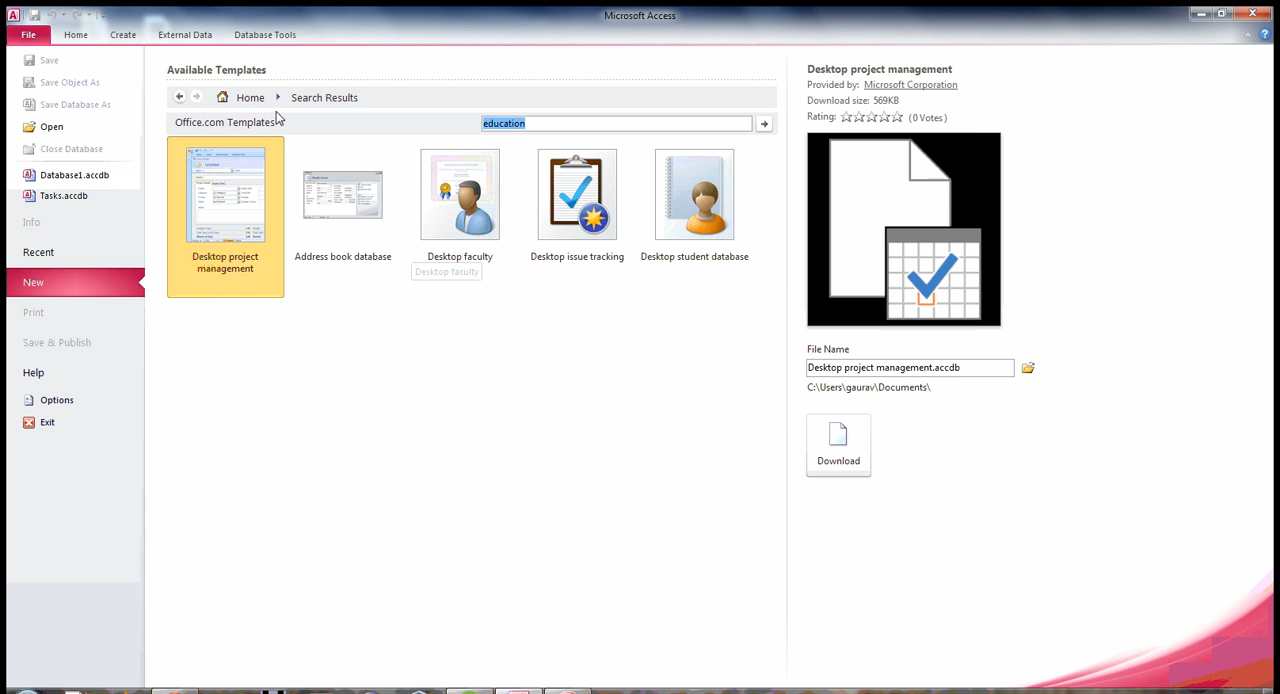 Microsoft Access
File
Home
Create
External Data
Database Tools
Save
Save Object As
Save Database As
Open
Close Database
Database1.accdb
Tasks.accdb
Info
Recent
New
Print
Save & Publish
Help
Options
Exit
Available Templates
Home
Search Results
Office.com Templates
education
Desktop project
management
Address book database
Desktop faculty
Desktop issue tracking
Desktop student database
Desktop faculty
Desktop project management
Provided by: Microsoft Corporation
Download size: 569KB
Rating: (0 Votes)
File Name
Desktop project management.accdb
C:\Users\gaurav\Documents\
Download